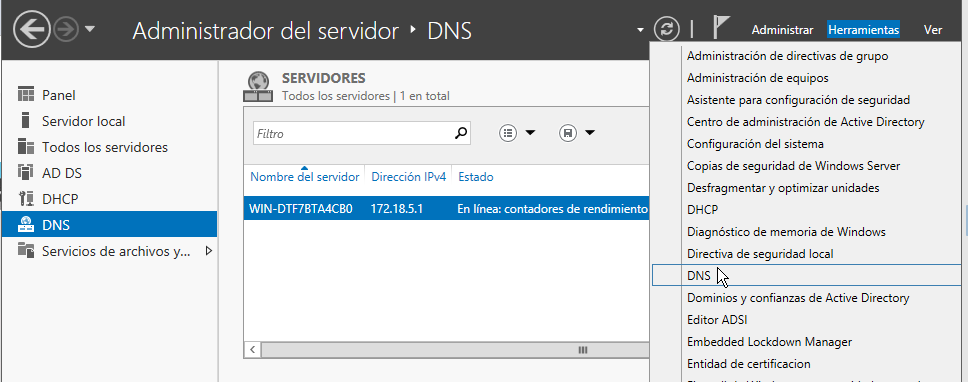 Administrador del servidor ‣ DNS
Administrar Herramientas Ver
Panel
Servidor local
Todos los servidores
AD DS
DHCP
DNS
Servicios de archivos y...
SERVIDORES
Todos los servidores | 1 en total
Filtro
Nombre del servidor Dirección IPv4 Estado
WIN-DTF7BTA4CB0 172.18.5.1 En línea: contadores de rendimiento
Administración de directivas de grupo
Administración de equipos
Asistente para configuración de seguridad
Centro de administración de Active Directory
Configuración del sistema
Copias de seguridad de Windows Server
Desfragmentar y optimizar unidades
DHCP
Diagnóstico de memoria de Windows
Directiva de seguridad local
DNS
Dominios y confianzas de Active Directory
Editor ADSI
Embedded Lockdown Manager
Entidad de certificacion